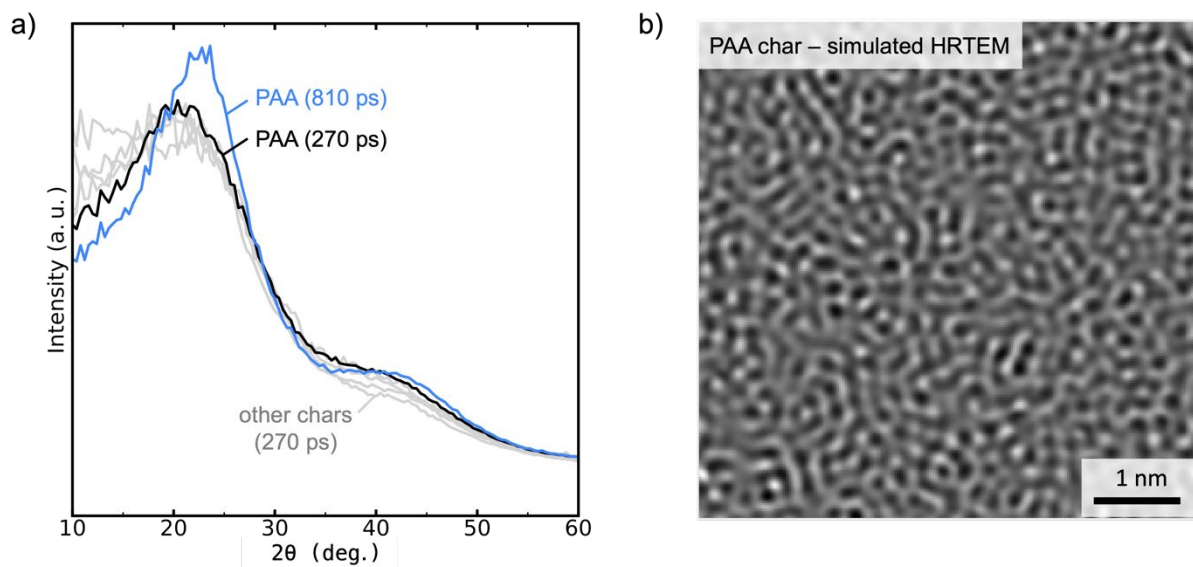 a)
Intensity (a. u.)
PAA (810 ps)
PAA (270 ps)
other chars
(270 ps)
10 20 30 40 50 60
2θ (deg.)
b)
PAA char – simulated HRTEM
1 nm